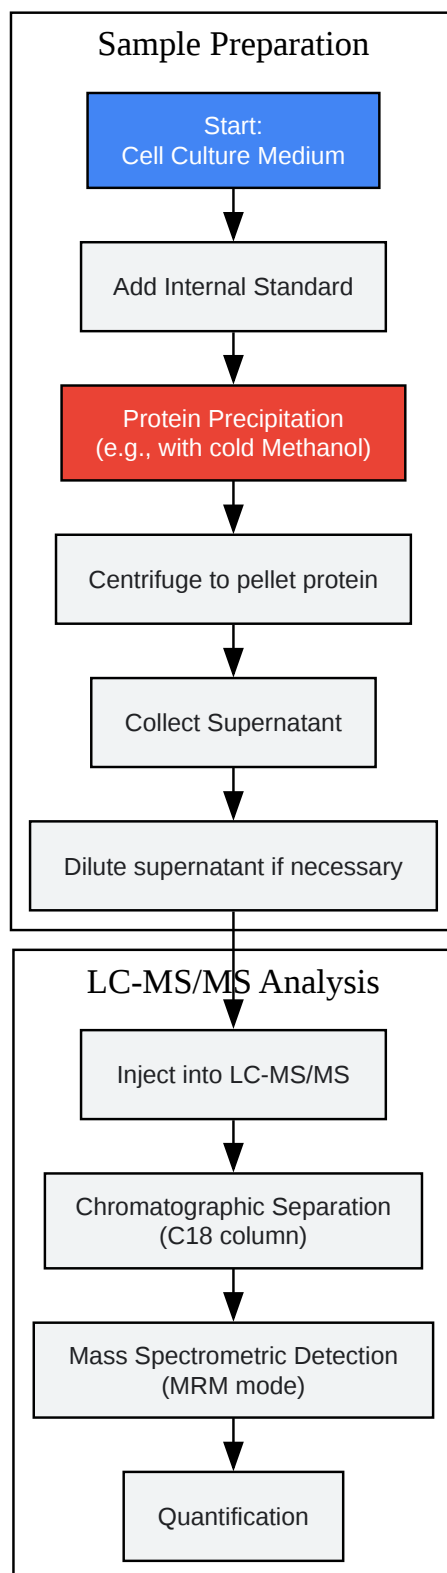 Sample Preparation
Start:
Cell Culture Medium
Add Internal Standard
Protein Precipitation
(e.g., with cold Methanol)
Centrifuge to pellet protein
Collect Supernatant
Dilute supernatant if necessary
LC-MS/MS Analysis
Inject into LC-MS/MS
Chromatographic Separation
(C18 column)
Mass Spectrometric Detection
(MRM mode)
Quantification